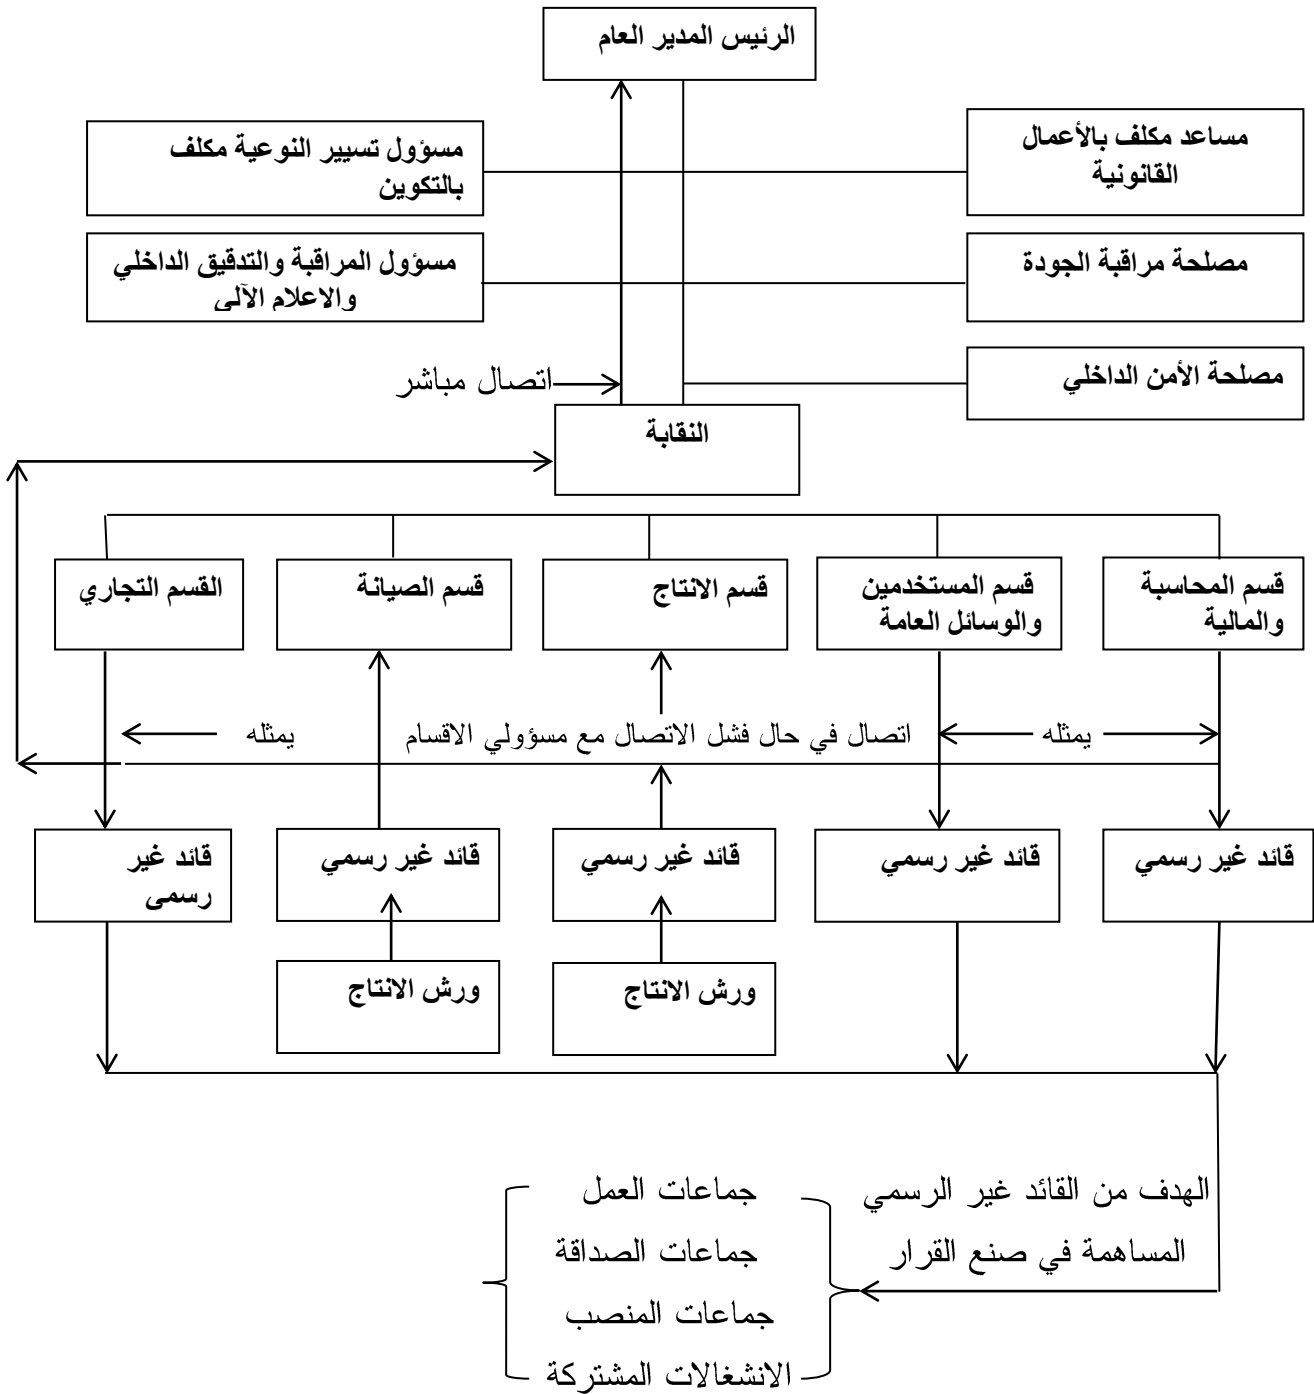 الرئيس المدير العام
مساعد مكلف بالأعمال
القانونية
مسؤول تسيير النوعية مكلف
بالتكوين
مصلحة مراقبة الجودة
مسؤول المراقبة والتدقيق الداخلي
والاعلام الآلي
مصلحة الأمن الداخلي
اتصال مباشر
النقابة
قسم المحاسبة
والمالية
قسم المستخدمين
والوسائل العامة
قسم الانتاج
قسم الصيانة
القسم التجاري
يمثله
اتصال في حال فشل الاتصال مع مسؤولي الاقسام
يمثله
قائد غير رسمي
قائد غير رسمي
قائد غير رسمي
قائد غير رسمي
قائد غير
رسمي
ورش الانتاج
ورش الانتاج
الهدف من القائد غير الرسمي
المساهمة في صنع القرار
جماعات العمل
جماعات الصداقة
جماعات المنصب
الانشغالات المشتركة